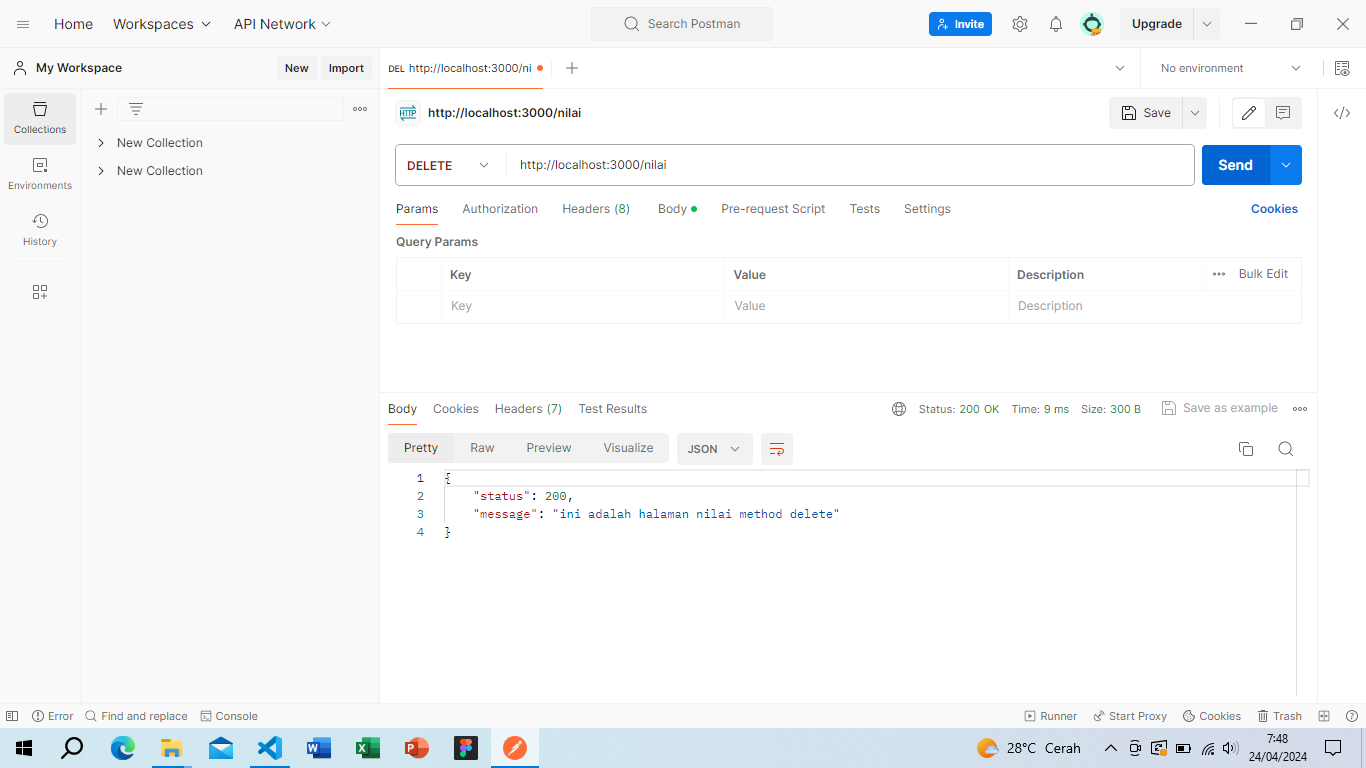 Home Workspaces API Network Search Postman Invite Upgrade
My Workspace New Import DEL http://localhost:3000/ni No environment
Collections
Environments
History
New Collection
New Collection
HTTP http://localhost:3000/nilai Save
DELETE http://localhost:3000/nilai Send
Params Authorization Headers (8) Body Pre-request Script Tests Settings Cookies
Query Params
Key Value Description Bulk Edit
Key Value Description
Body Cookies Headers (7) Test Results Status: 200 OK Time: 9 ms Size: 300 B Save as example
Pretty Raw Preview Visualize JSON
1 {
2 "status": 200,
3 "message": "ini adalah halaman nilai method delete"
4 }
Error Find and replace Console Runner Start Proxy Cookies Trash
28°C Cerah 7:48
24/04/2024